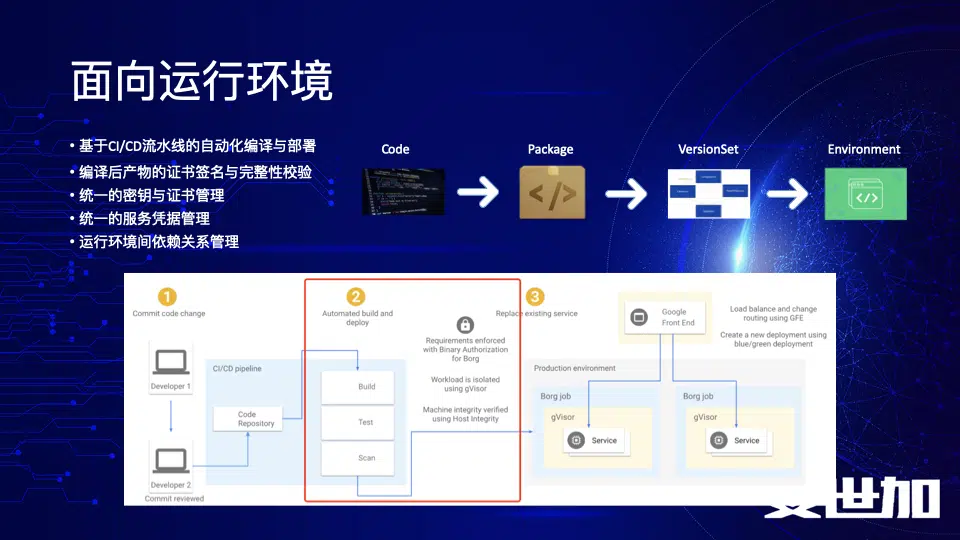 面向运行环境
• 基于CI/CD流水线的自动化编译与部署
• 编译后产物的证书签名与完整性校验
• 统一的密钥与证书管理
• 统一的服务凭据管理
• 运行环境间依赖关系管理
Code
Package
VersionSet
Environment
1
Commit code change
2
Automated build and
deploy
3
Replace existing service
Requirements enforced
with Binary Authorization
for Borg
Workload is isolated
using gVisor
Machine integrity verified
using Host Integrity
Google
Front End
Load balance and change
routing using GFE
Create a new deployment using
blue/green deployment
Developer 1
CI/CD pipeline
Code
Repository
Build
Test
Scan
Developer 2
Commit reviewed
Production environment
Borg job
gVisor
Service
Borg job
gVisor
Service
世加